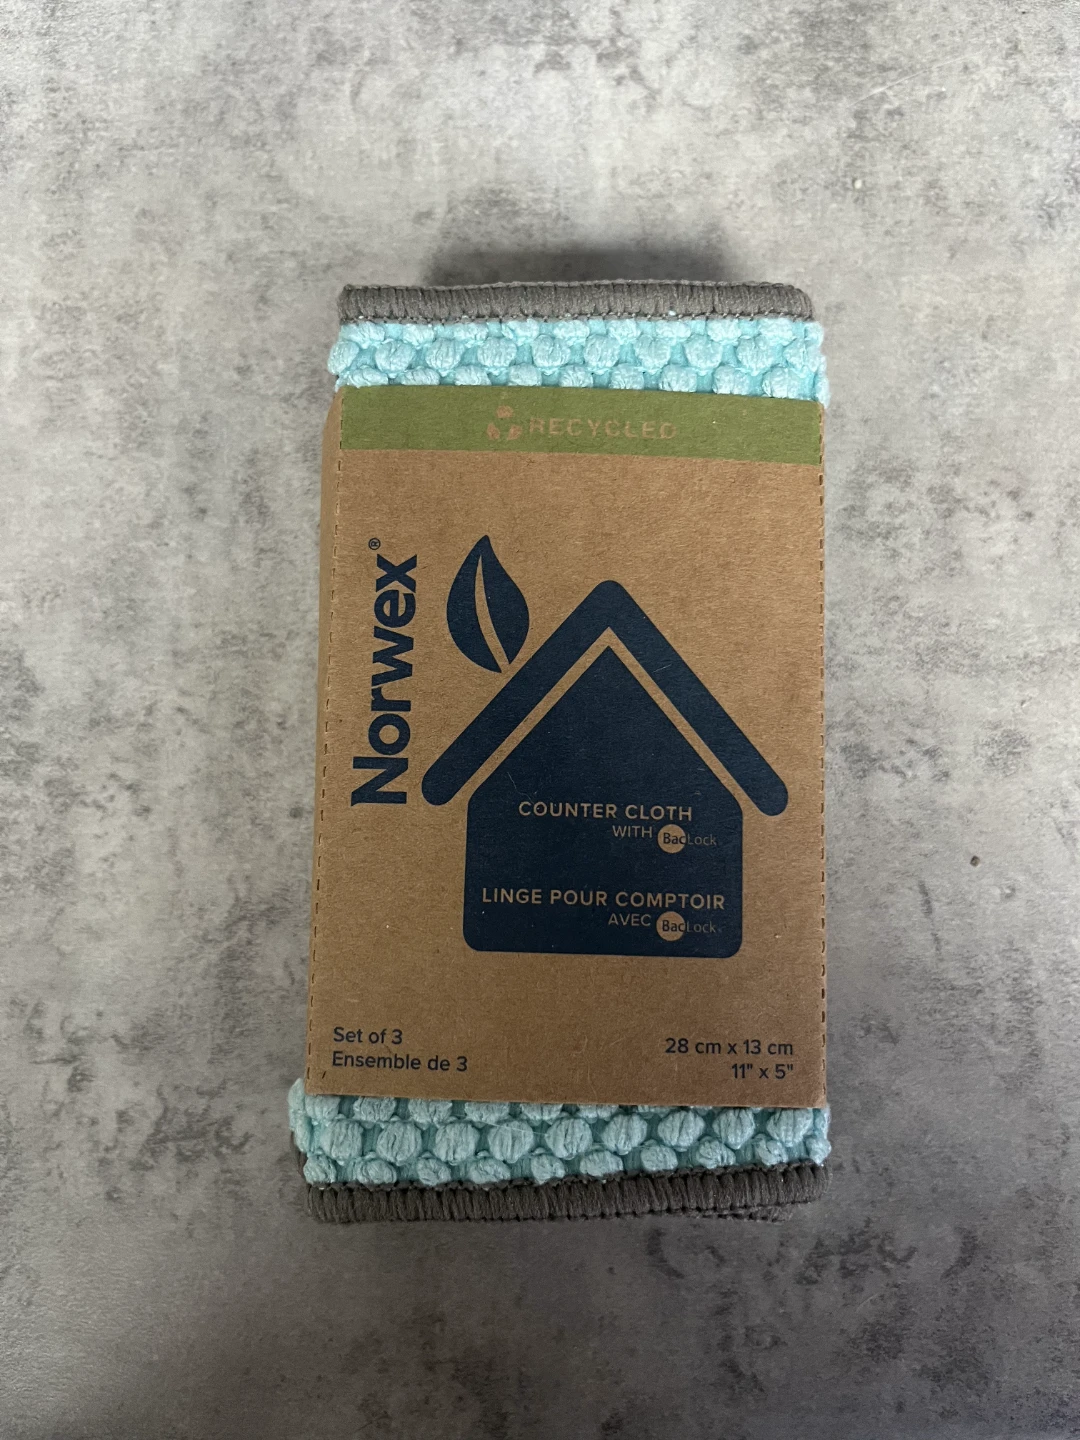 RECYCLED
Norwex®
COUNTER CLOTH
WITH BacLock
LINGE POUR COMPTOIR
AVEC BacLock
Set of 3
Ensemble de 3
28 cm x 13 cm
11" x 5"